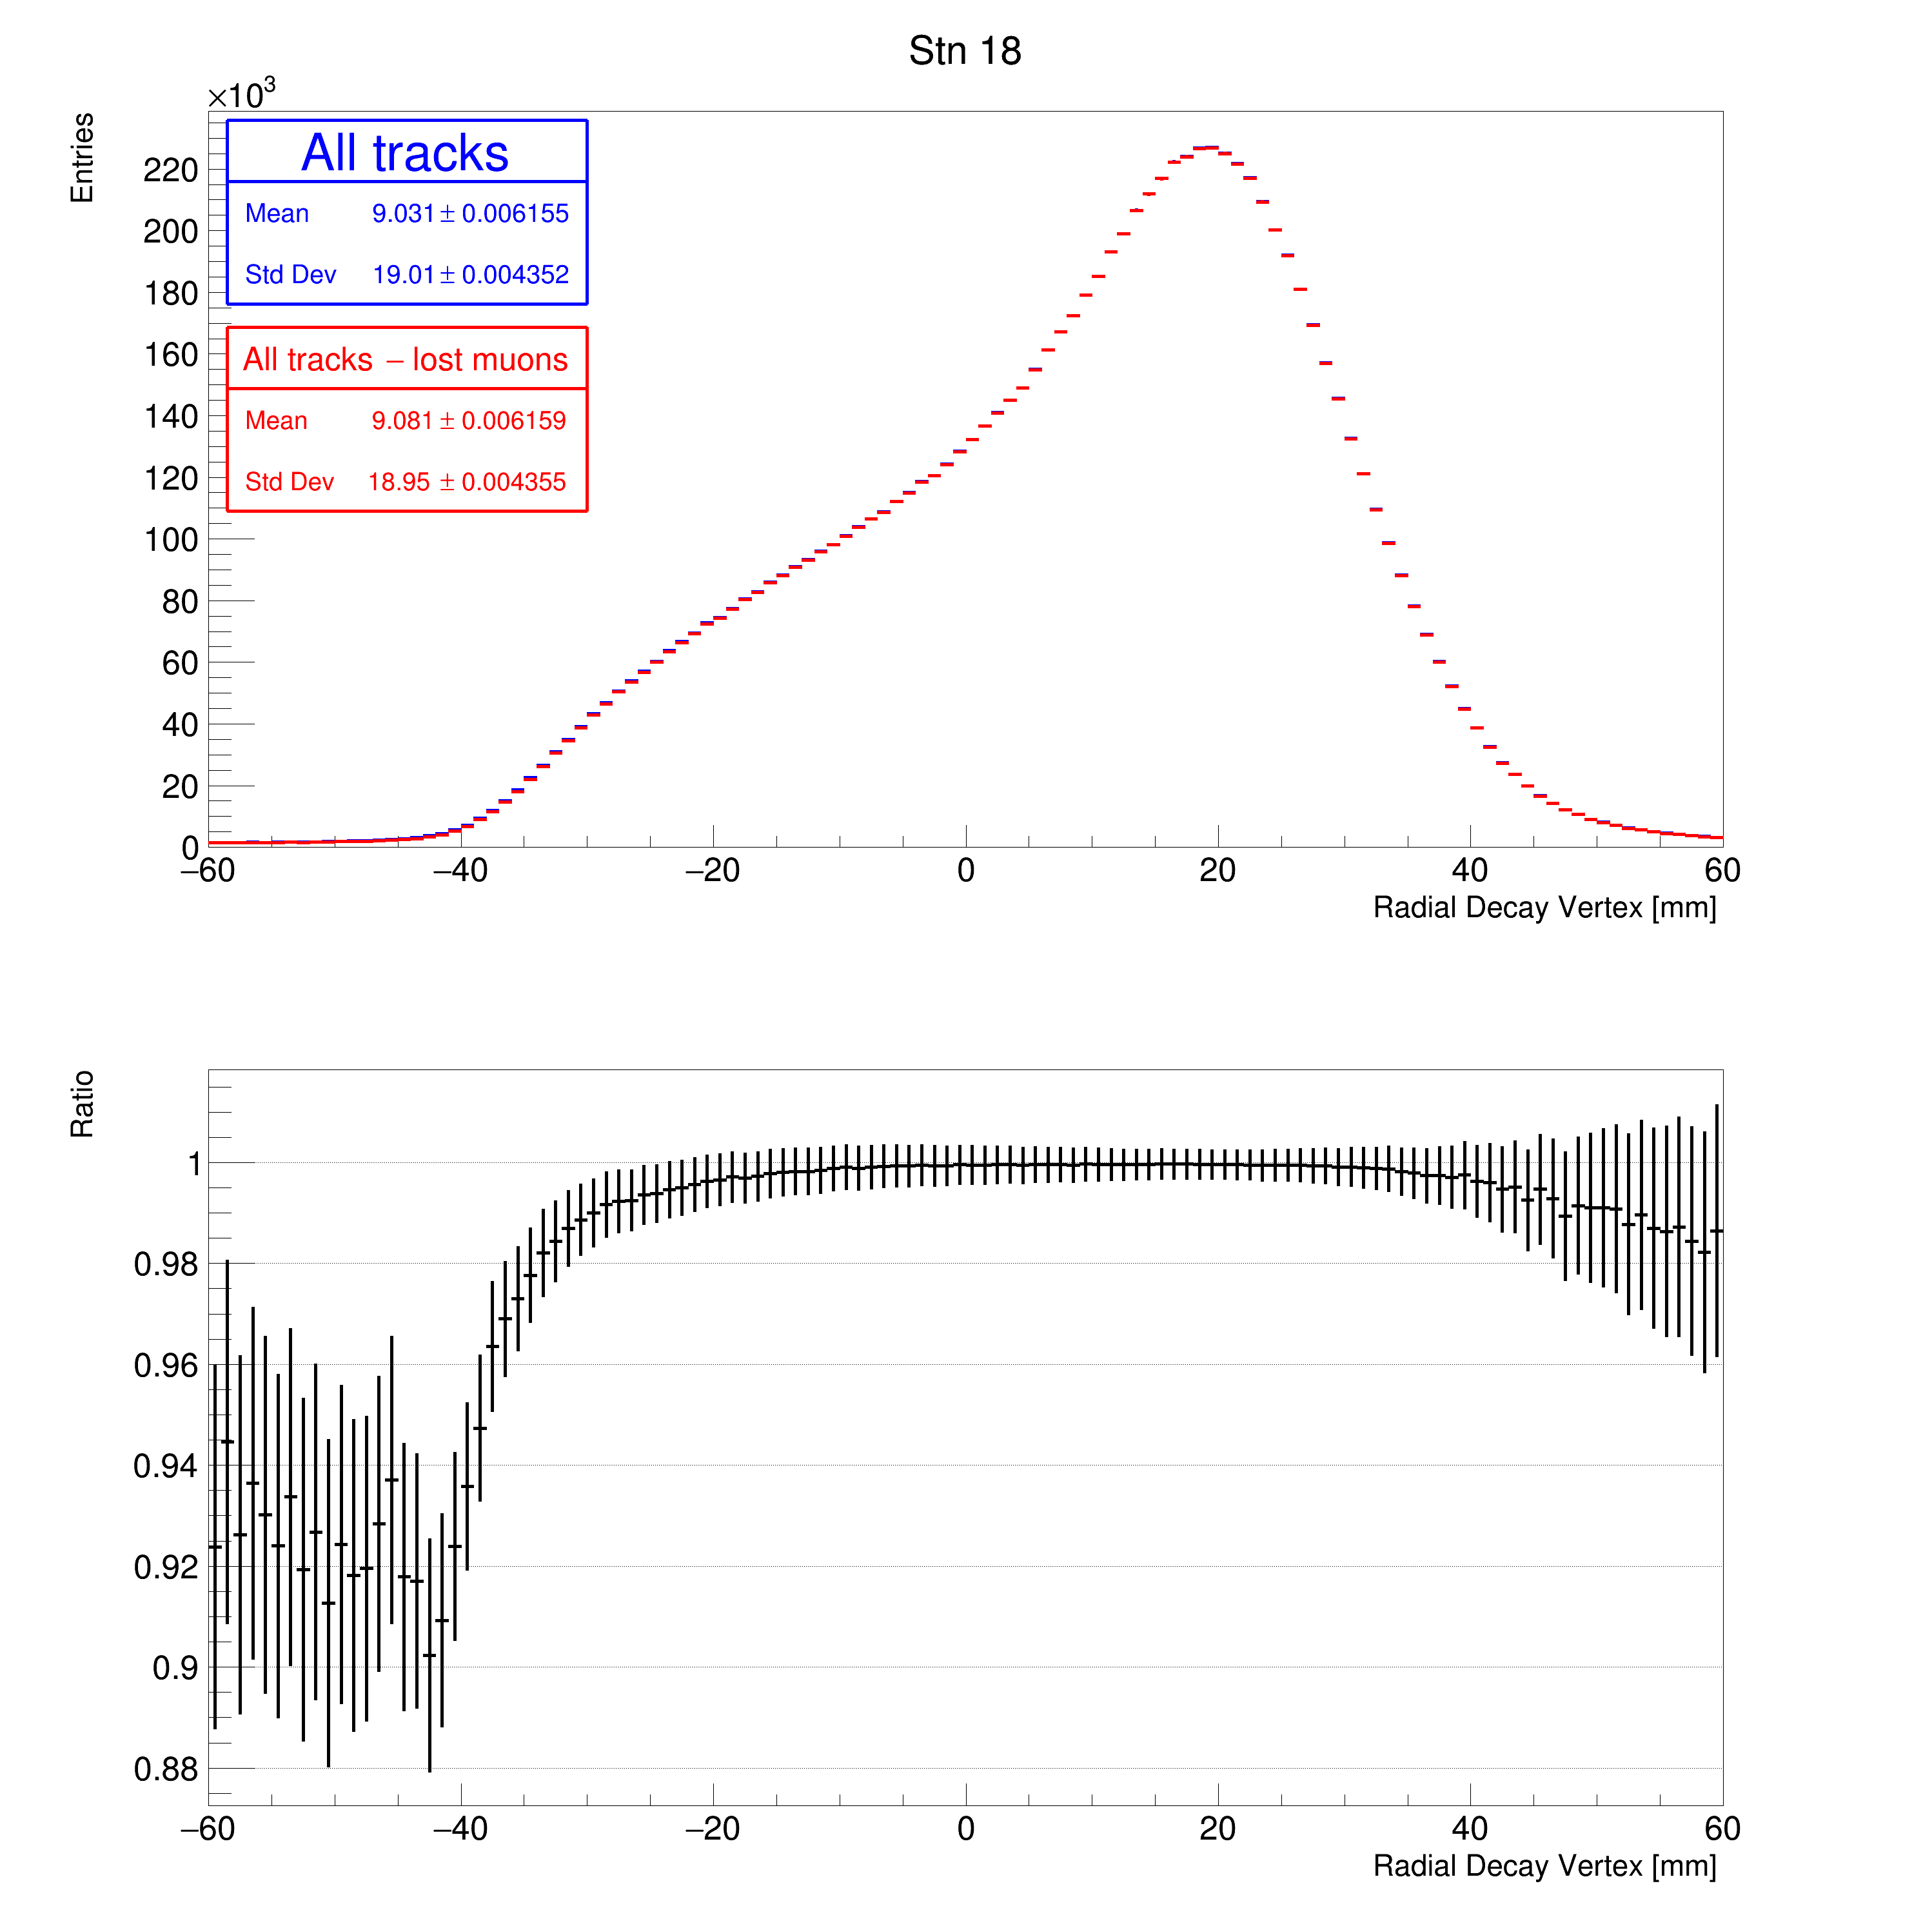 Stn 18
×10³
Entries
All tracks
Mean 9.031 ± 0.006155
Std Dev 19.01 ± 0.004352
All tracks − lost muons
Mean 9.081 ± 0.006159
Std Dev 18.95 ± 0.004355
220
200
180
160
140
120
100
80
60
40
20
0
−60 −40 −20 0 20 40 60
Radial Decay Vertex [mm]
Ratio
1
0.98
0.96
0.94
0.92
0.9
0.88
−60 −40 −20 0 20 40 60
Radial Decay Vertex [mm]